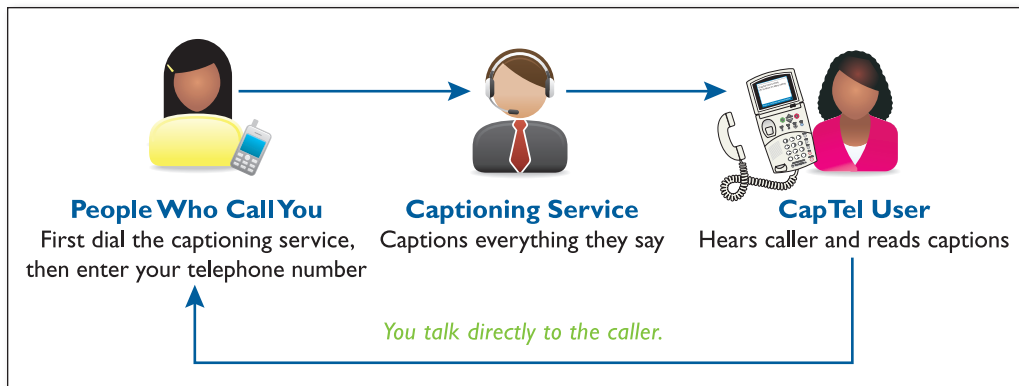 People Who Call You
First dial the captioning service,
then enter your telephone number
Captioning Service
Captions everything they say
CapTel User
Hears caller and reads captions
You talk directly to the caller.